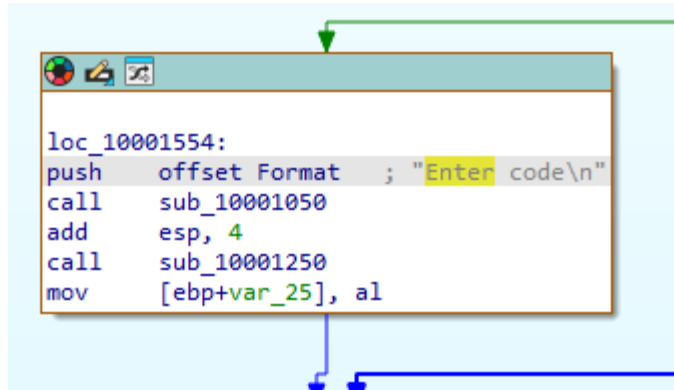 loc_10001554:
push    offset Format   ; "Enter code\n"
call    sub_10001050
add     esp, 4
call    sub_10001250
mov     [ebp+var_25], al